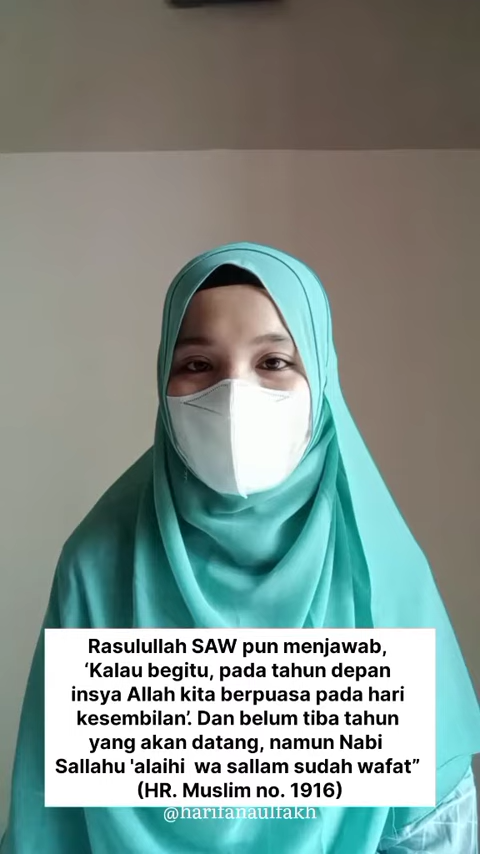 Rasulullah SAW pun menjawab,
‘Kalau begitu, pada tahun depan
insya Allah kita berpuasa pada hari
kesembilan’. Dan belum tiba tahun
yang akan datang, namun Nabi
Sallahu 'alaihi  wa sallam sudah wafat”
(HR. Muslim no. 1916)
@harifanaulfakh